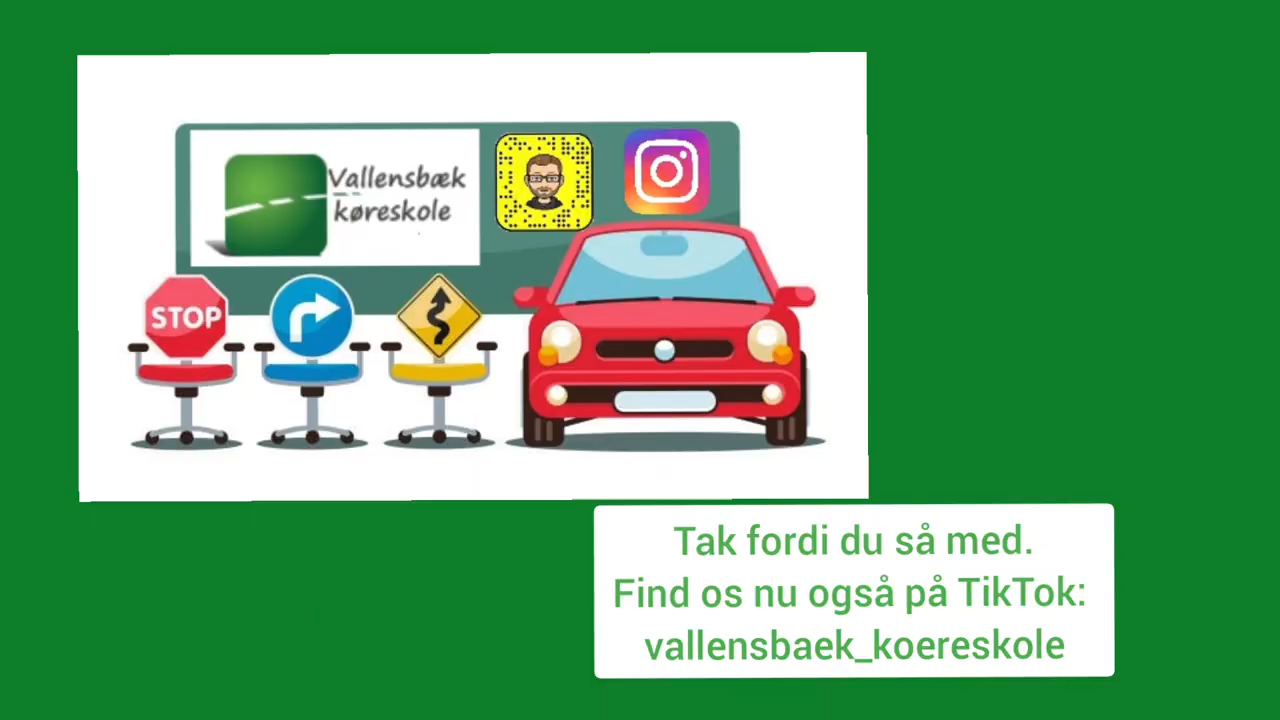 Vallensbæk
køreskole
STOP
Tak fordi du så med.
Find os nu også på TikTok:
vallensbaek_koereskole